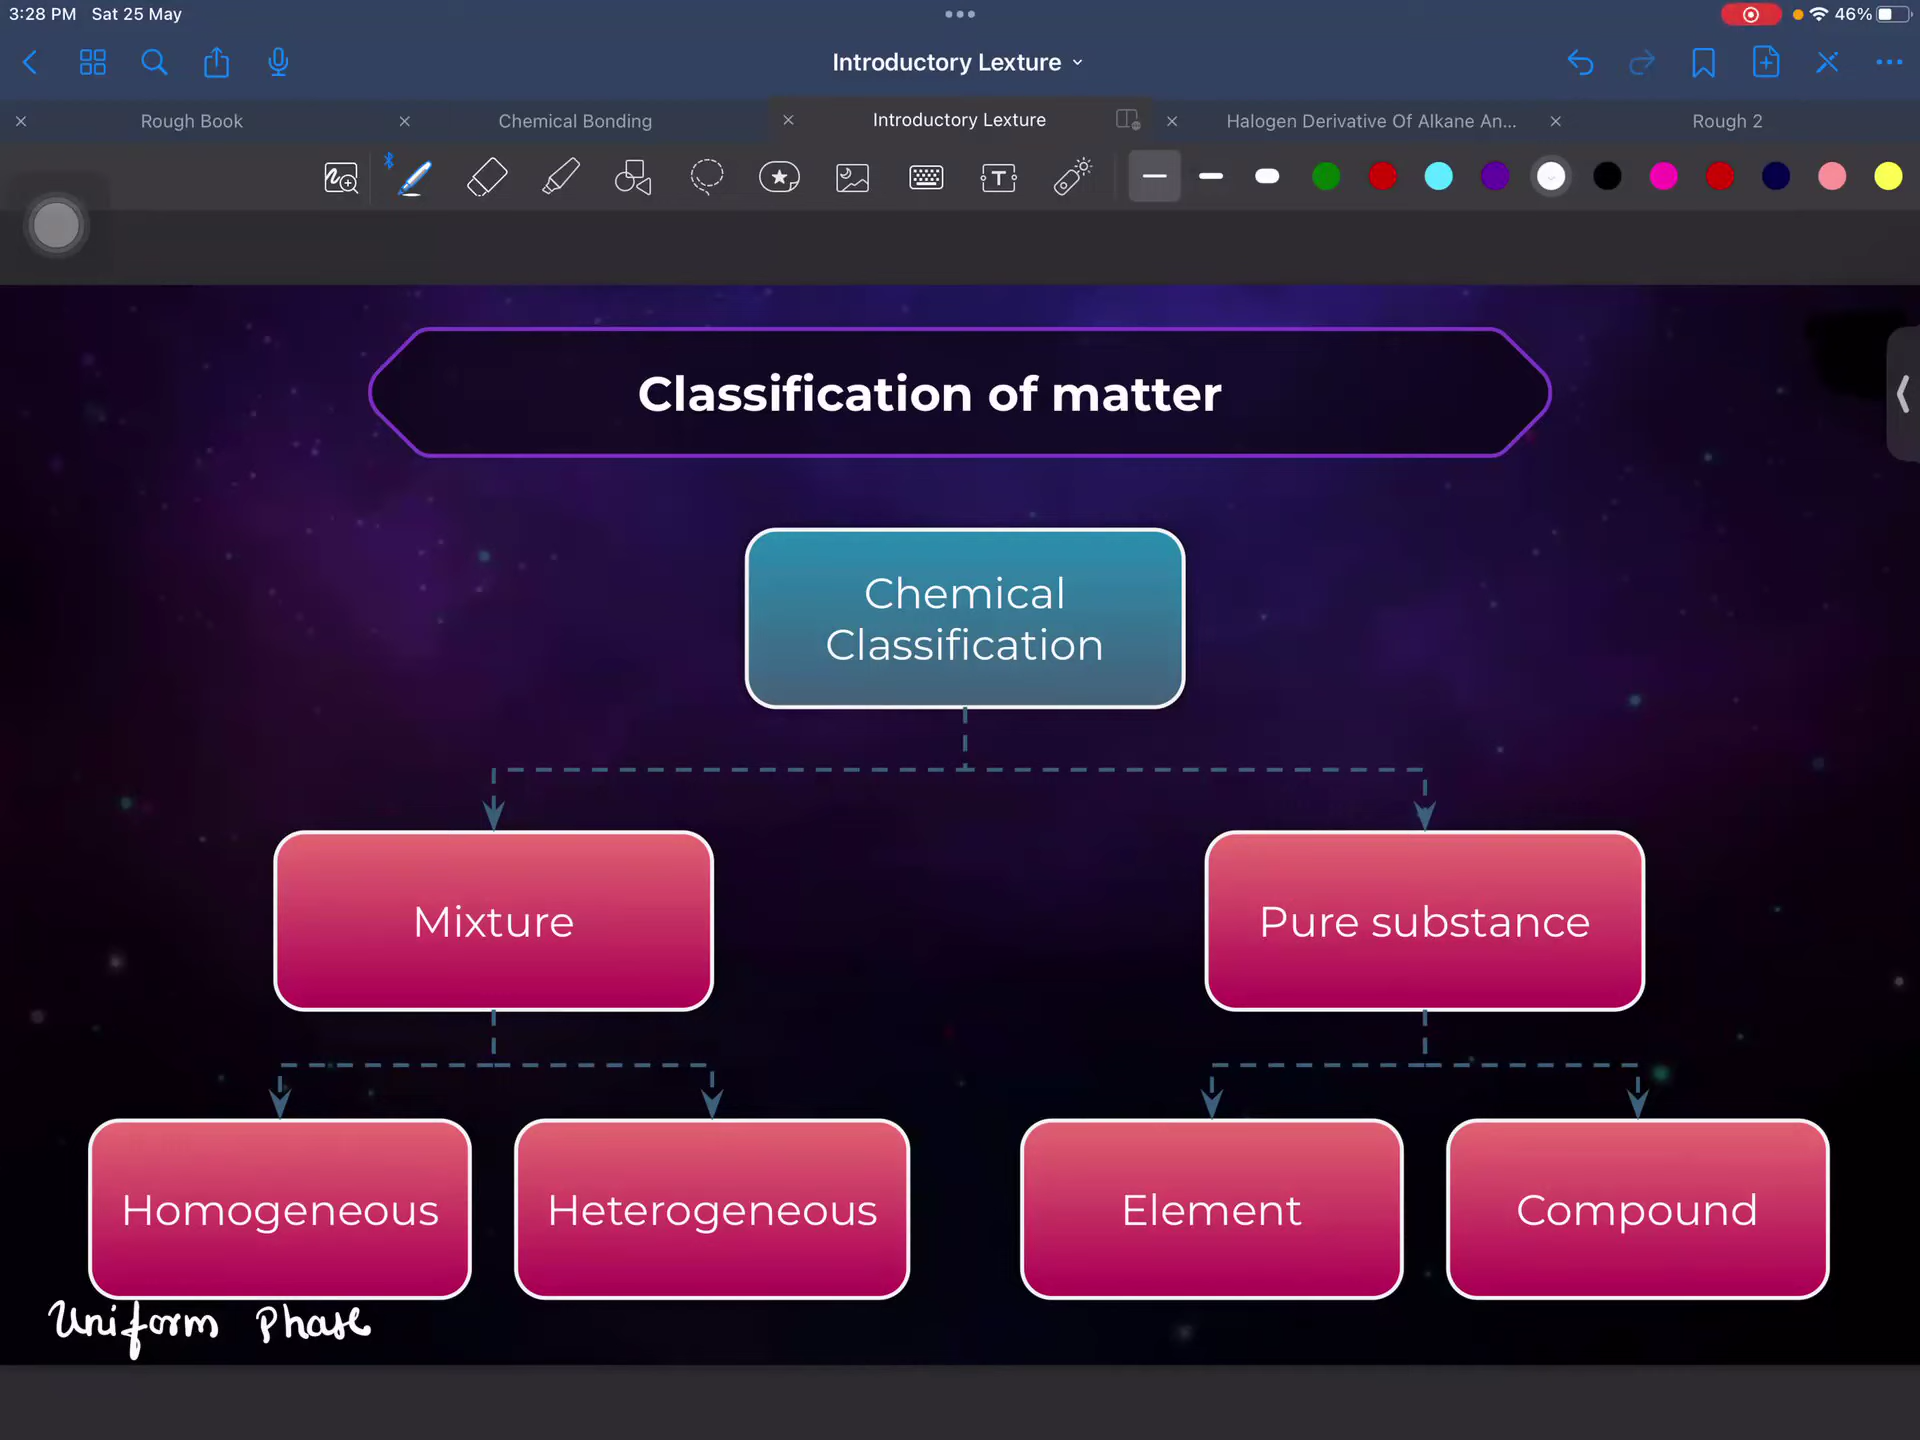 3:28 PM Sat 25 May
46%
Introductory Lexture
Rough Book
Chemical Bonding
Introductory Lexture
Halogen Derivative Of Alkane An...
Rough 2
T
Classification of matter
Chemical
Classification
Mixture
Pure substance
Homogeneous
Heterogeneous
Element
Compound
Uniform Phase